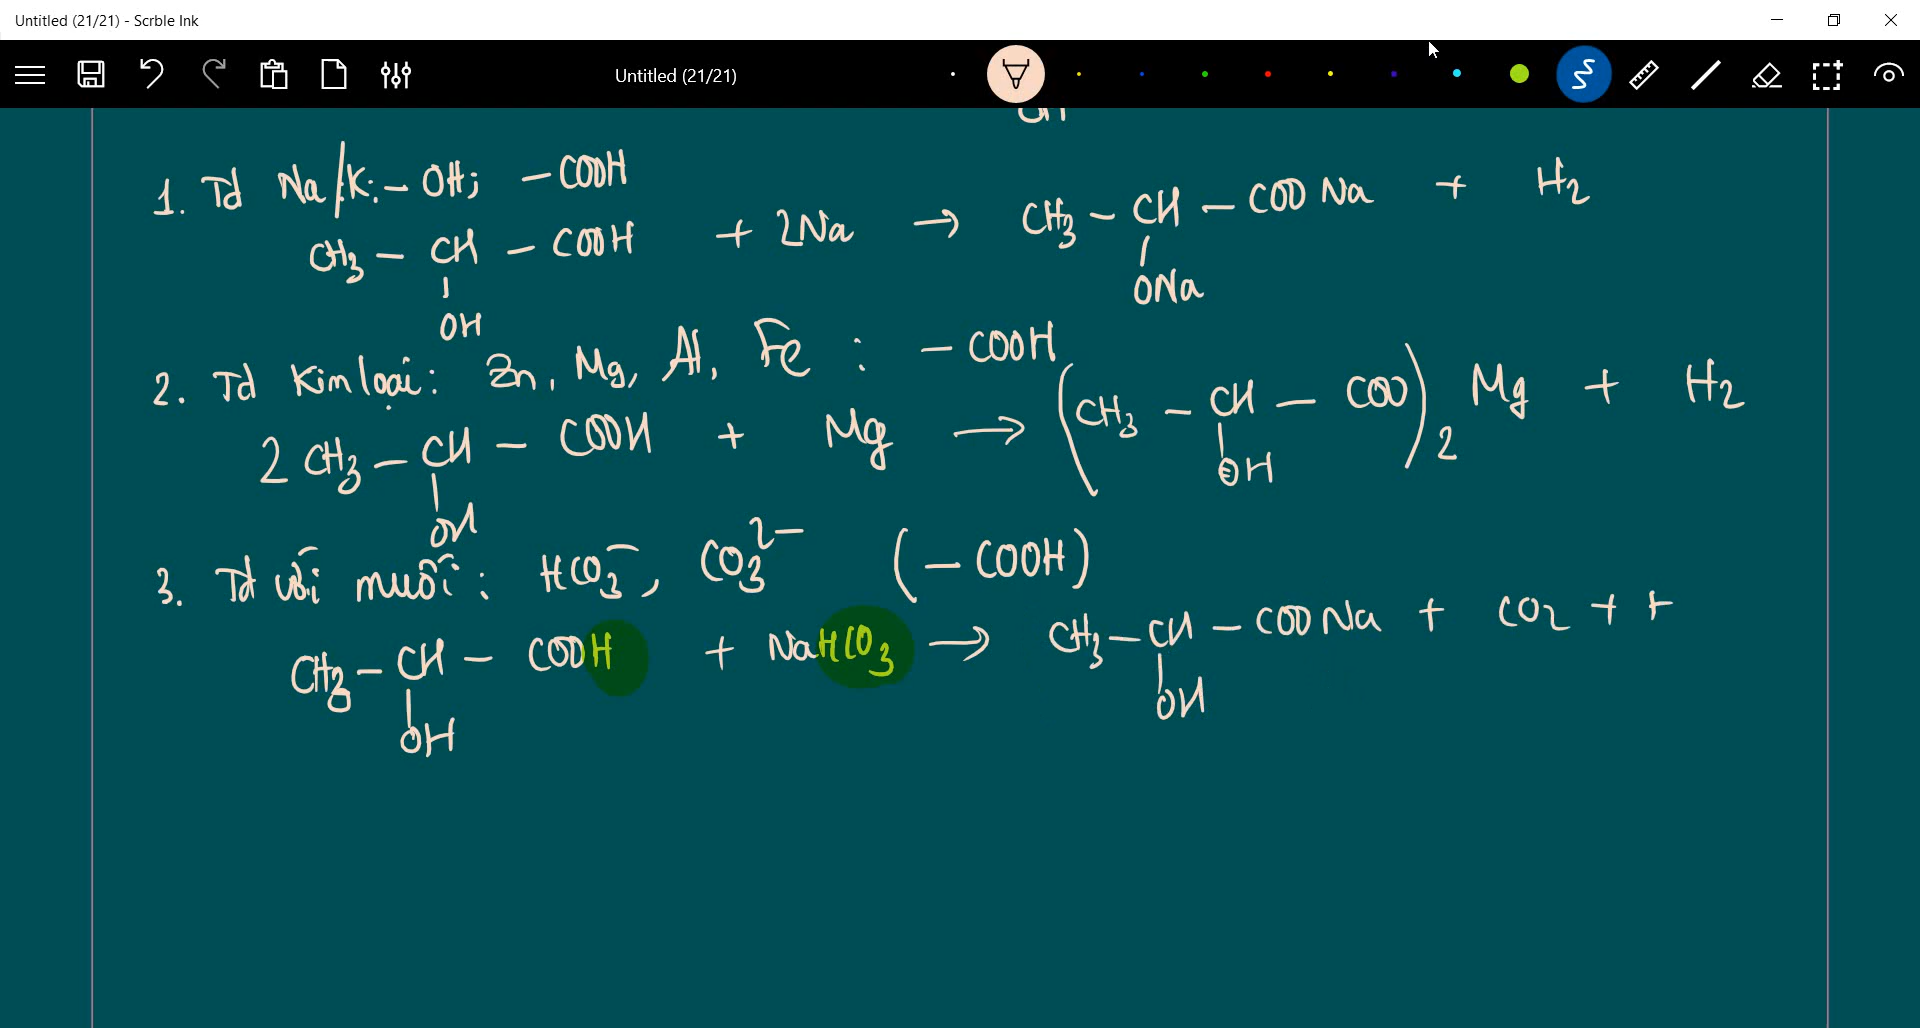 Untitled (21/21) - Scrble Ink
Untitled (21/21)
OH
1. Td Na/K: - OH; - COOH
CH3 - CH - COOH + 2Na → CH3 - CH - COONa + H2
OH ONa
2. Td Kim loại: Zn, Mg, Al, Fe : - COOH
2 CH3 - CH - COOH + Mg → (CH3 - CH - COO)2 Mg + H2
OH OH
3. Td với muối: HCO3-, CO3 2- (- COOH)
CH3 - CH - COOH + NaHCO3 → CH3 - CH - COONa + CO2 +
OH OH